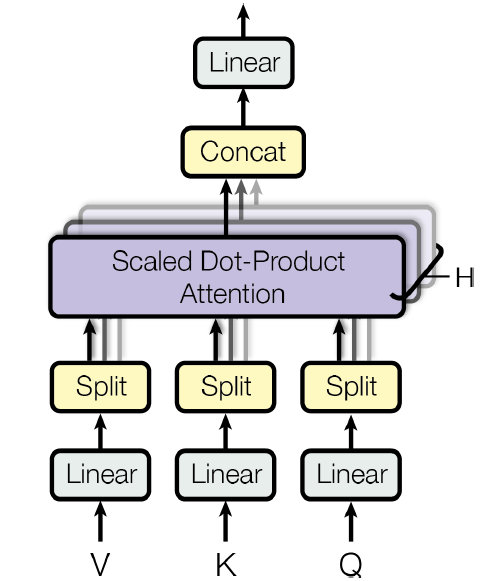 Linear
Concat
Scaled Dot-Product
Attention
H
Split Split Split
Linear Linear Linear
V K Q